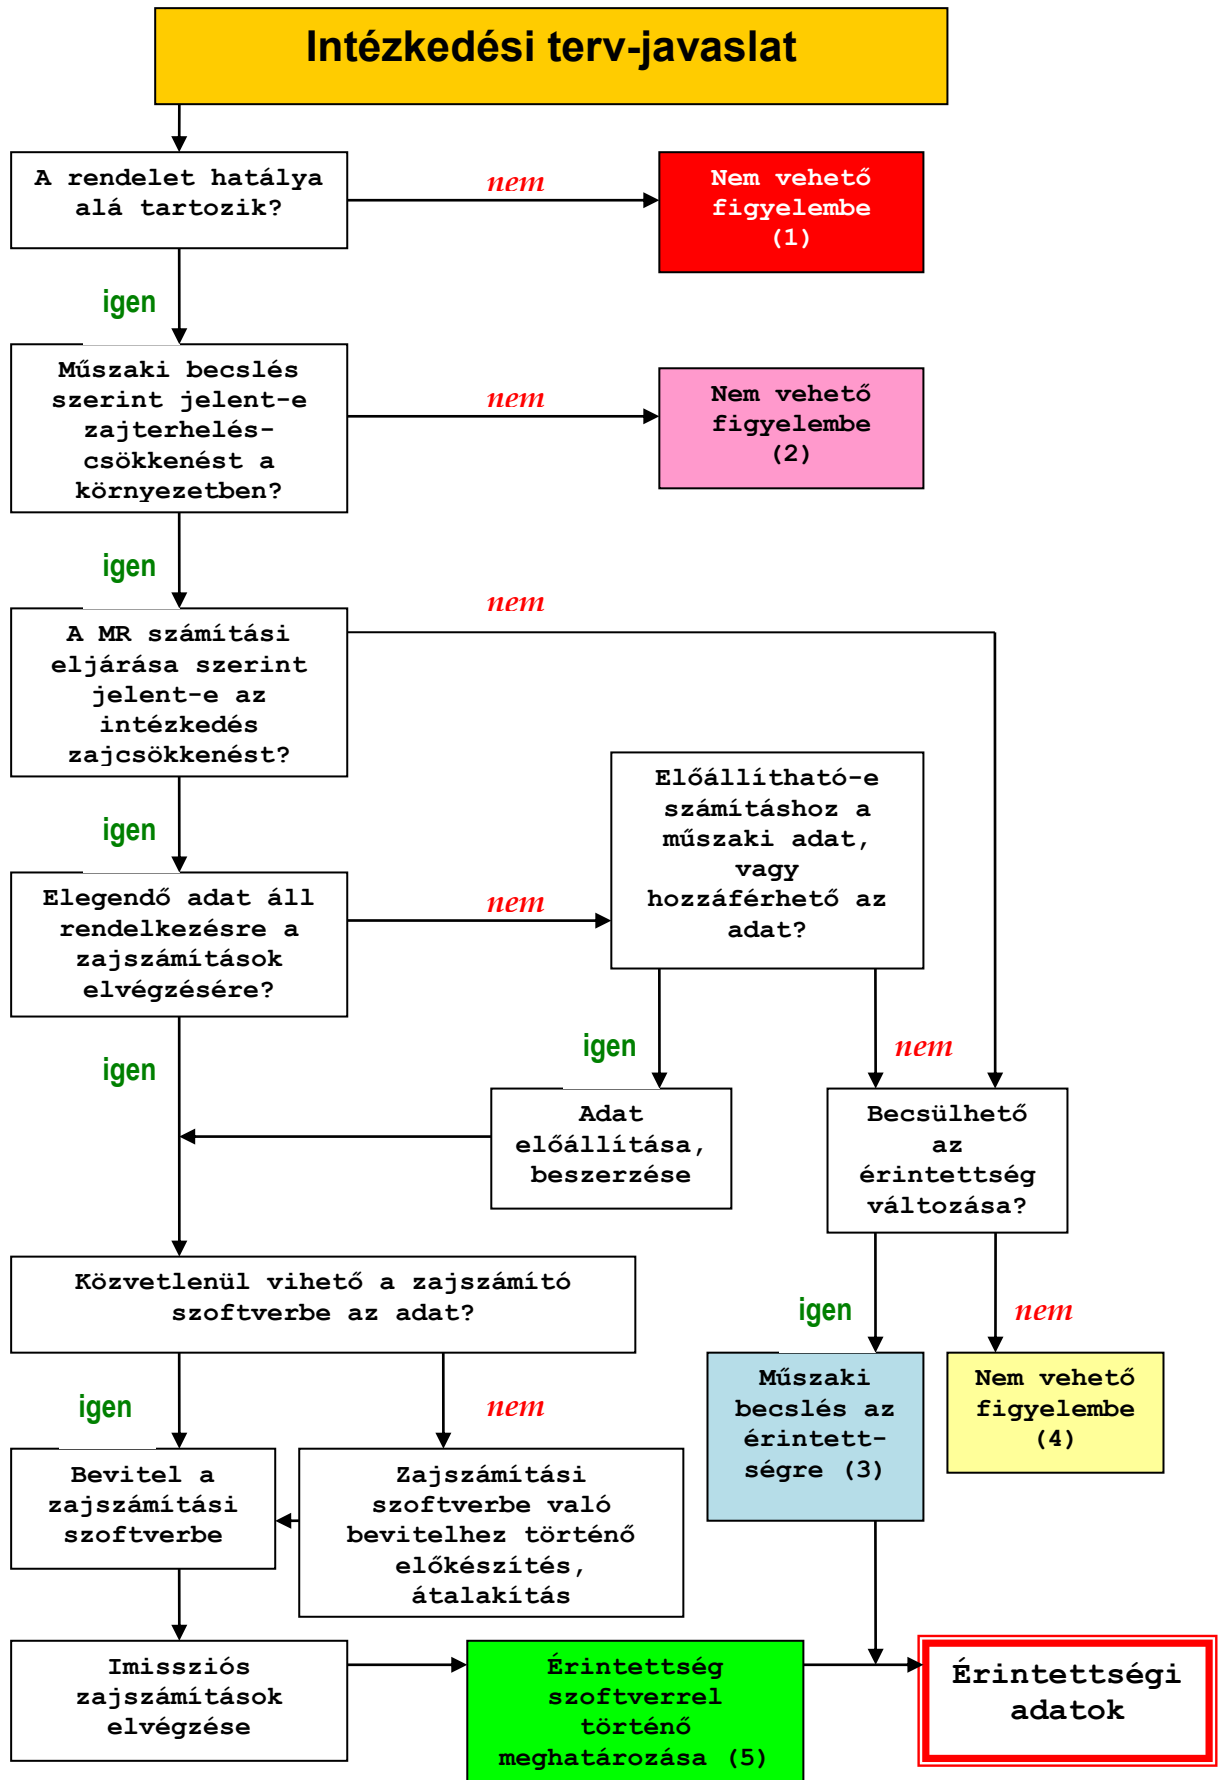 Intézkedési terv-javaslat
A rendelet hatálya
alá tartozik?
nem
Nem vehető
figyelembe
(1)
igen
Műszaki becslés
szerint jelent-e
zajterhelés-
csökkenést a
környezetben?
nem
Nem vehető
figyelembe
(2)
igen
nem
A MR számítási
eljárása szerint
jelent-e az
intézkedés
zajcsökkenést?
Előállítható-e
számításhoz a
műszaki adat,
vagy
hozzáférhető az
adat?
igen
Elegendő adat áll
rendelkezésre a
zajszámítások
elvégzésére?
nem
igen
nem
igen
Adat
előállítása,
beszerzése
Becsülhető
az
érintettség
változása?
Közvetlenül vihető a zajszámító
szoftverbe az adat?
igen
nem
igen
nem
Műszaki
becslés az
érintett-
ségre (3)
Nem vehető
figyelembe
(4)
Bevitel a
zajszámítási
szoftverbe
Zajszámítási
szoftverbe való
bevitelhez történő
előkészítés,
átalakítás
Imissziós
zajszámítások
elvégzése
Érintettség
szoftverrel
történő
meghatározása (5)
Érintettségi
adatok